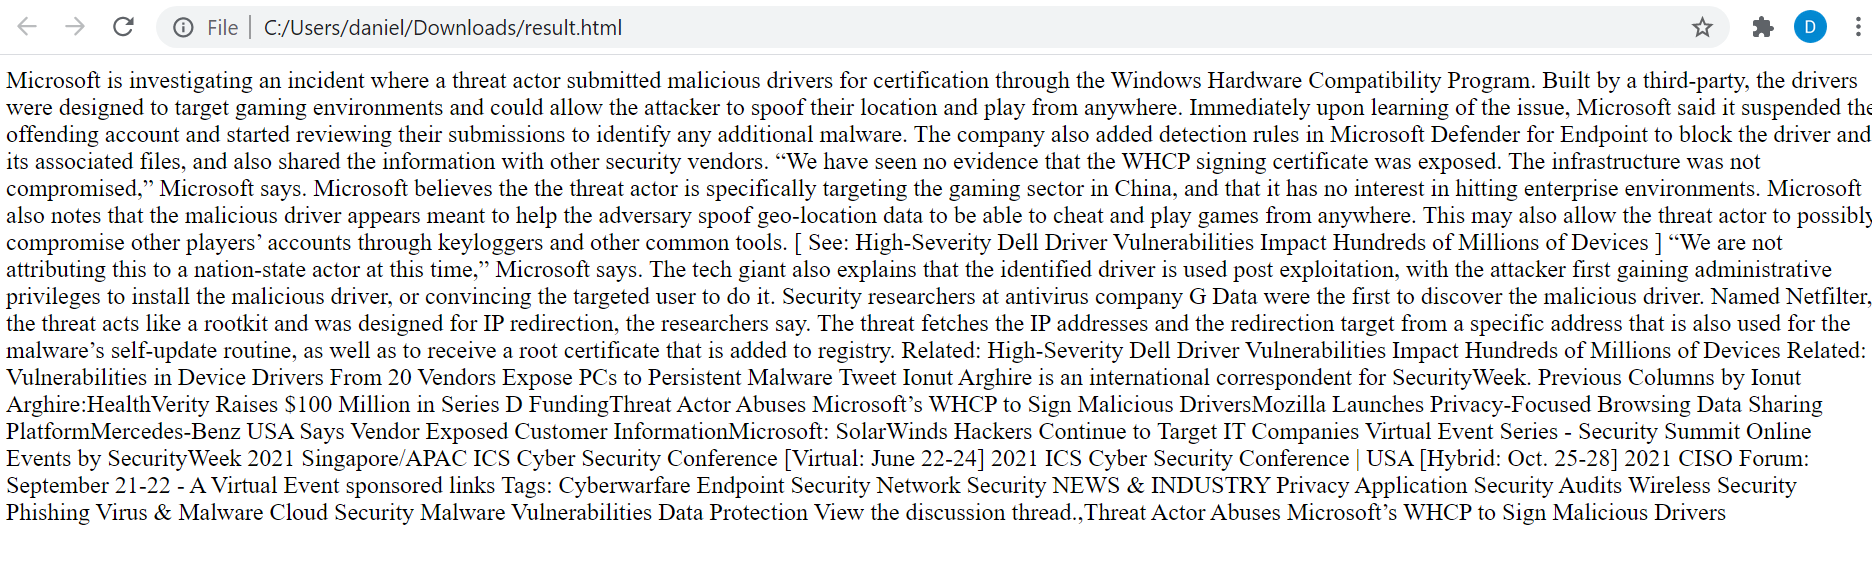 File | C:/Users/daniel/Downloads/result.html
D
Microsoft is investigating an incident where a threat actor submitted malicious drivers for certification through the Windows Hardware Compatibility Program. Built by a third-party, the drivers
were designed to target gaming environments and could allow the attacker to spoof their location and play from anywhere. Immediately upon learning of the issue, Microsoft said it suspended the
offending account and started reviewing their submissions to identify any additional malware. The company also added detection rules in Microsoft Defender for Endpoint to block the driver and
its associated files, and also shared the information with other security vendors. “We have seen no evidence that the WHCP signing certificate was exposed. The infrastructure was not
compromised,” Microsoft says. Microsoft believes the the threat actor is specifically targeting the gaming sector in China, and that it has no interest in hitting enterprise environments. Microsoft
also notes that the malicious driver appears meant to help the adversary spoof geo-location data to be able to cheat and play games from anywhere. This may also allow the threat actor to possibly
compromise other players’ accounts through keyloggers and other common tools. [ See: High-Severity Dell Driver Vulnerabilities Impact Hundreds of Millions of Devices ] “We are not
attributing this to a nation-state actor at this time,” Microsoft says. The tech giant also explains that the identified driver is used post exploitation, with the attacker first gaining administrative
privileges to install the malicious driver, or convincing the targeted user to do it. Security researchers at antivirus company G Data were the first to discover the malicious driver. Named Netfilter,
the threat acts like a rootkit and was designed for IP redirection, the researchers say. The threat fetches the IP addresses and the redirection target from a specific address that is also used for the
malware’s self-update routine, as well as to receive a root certificate that is added to registry. Related: High-Severity Dell Driver Vulnerabilities Impact Hundreds of Millions of Devices Related:
Vulnerabilities in Device Drivers From 20 Vendors Expose PCs to Persistent Malware Tweet Ionut Arghire is an international correspondent for SecurityWeek. Previous Columns by Ionut
Arghire:HealthVerity Raises $100 Million in Series D FundingThreat Actor Abuses Microsoft’s WHCP to Sign Malicious DriversMozilla Launches Privacy-Focused Browsing Data Sharing
PlatformMercedes-Benz USA Says Vendor Exposed Customer InformationMicrosoft: SolarWinds Hackers Continue to Target IT Companies Virtual Event Series - Security Summit Online
Events by SecurityWeek 2021 Singapore/APAC ICS Cyber Security Conference [Virtual: June 22-24] 2021 ICS Cyber Security Conference | USA [Hybrid: Oct. 25-28] 2021 CISO Forum:
September 21-22 - A Virtual Event sponsored links Tags: Cyberwarfare Endpoint Security Network Security NEWS & INDUSTRY Privacy Application Security Audits Wireless Security
Phishing Virus & Malware Cloud Security Malware Vulnerabilities Data Protection View the discussion thread.,Threat Actor Abuses Microsoft’s WHCP to Sign Malicious Drivers